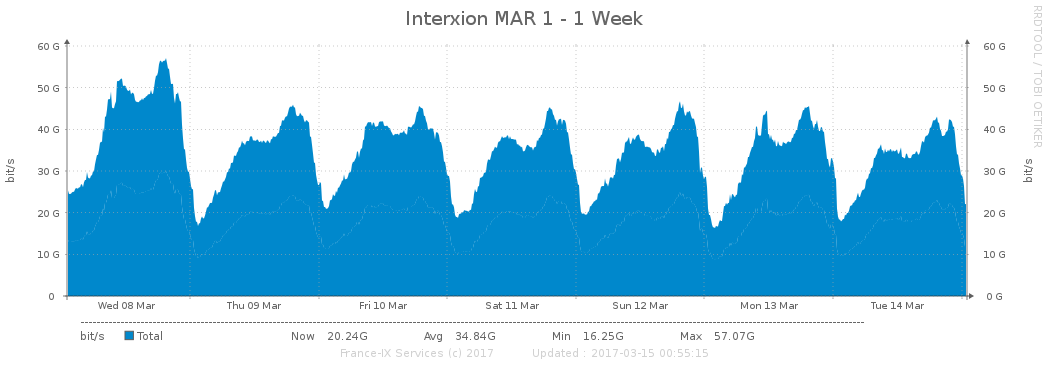 Interxion MAR 1 - 1 Week
RRDTOOL / TOBI OETIKER
60 G 60 G
50 G 50 G
40 G 40 G
30 G 30 G
20 G 20 G
10 G 10 G
0 0 G
bit/s bit/s
Wed 08 Mar Thu 09 Mar Fri 10 Mar Sat 11 Mar Sun 12 Mar Mon 13 Mar Tue 14 Mar
bit/s Total Now 20.24G Avg 34.84G Min 16.25G Max 57.07G
France-IX Services (c) 2017 Updated : 2017-03-15 00:55:15